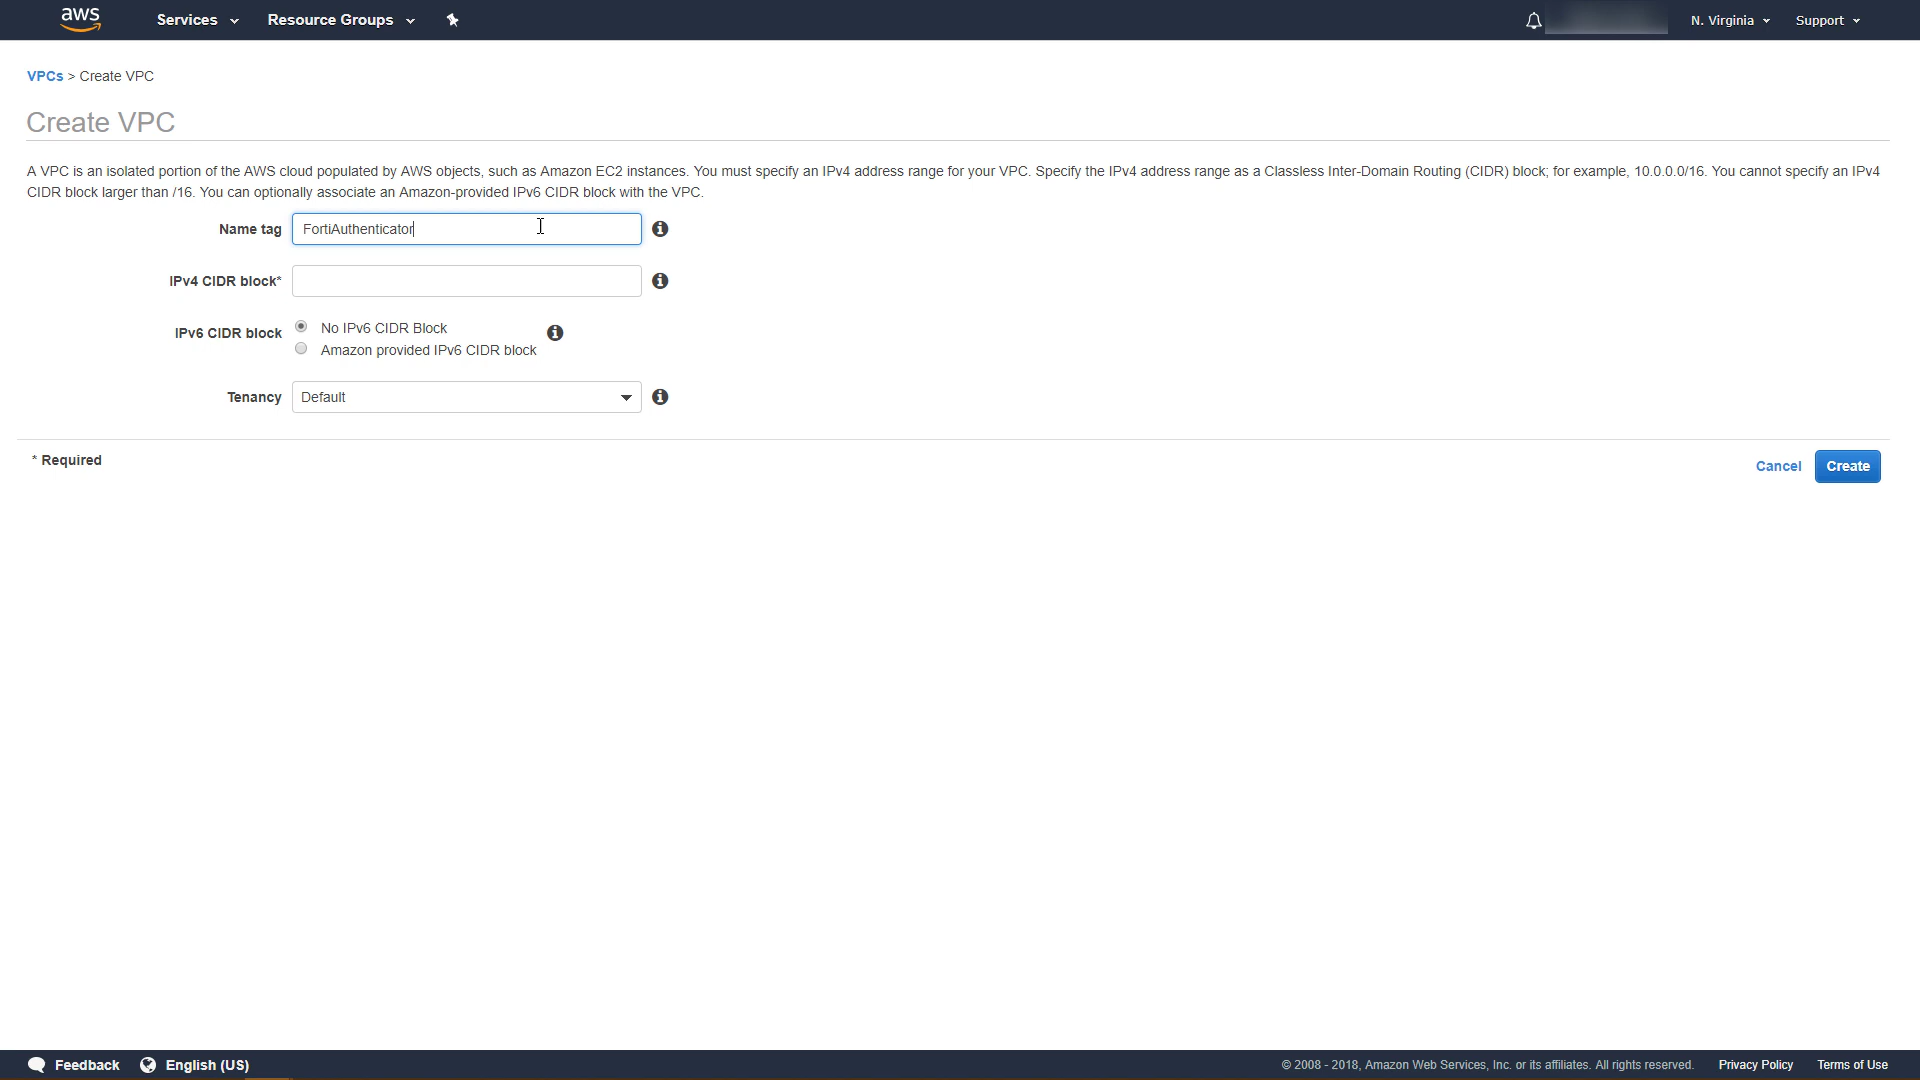 aws Services Resource Groups N. Virginia Support
VPCs > Create VPC
Create VPC
A VPC is an isolated portion of the AWS cloud populated by AWS objects, such as Amazon EC2 instances. You must specify an IPv4 address range for your VPC. Specify the IPv4 address range as a Classless Inter-Domain Routing (CIDR) block; for example, 10.0.0.0/16. You cannot specify an IPv4
CIDR block larger than /16. You can optionally associate an Amazon-provided IPv6 CIDR block with the VPC.
Name tag FortiAuthenticator
IPv4 CIDR block*
IPv6 CIDR block No IPv6 CIDR Block
Amazon provided IPv6 CIDR block
Tenancy Default
* Required
Cancel Create
Feedback English (US) © 2008 - 2018, Amazon Web Services, Inc. or its affiliates. All rights reserved. Privacy Policy Terms of Use